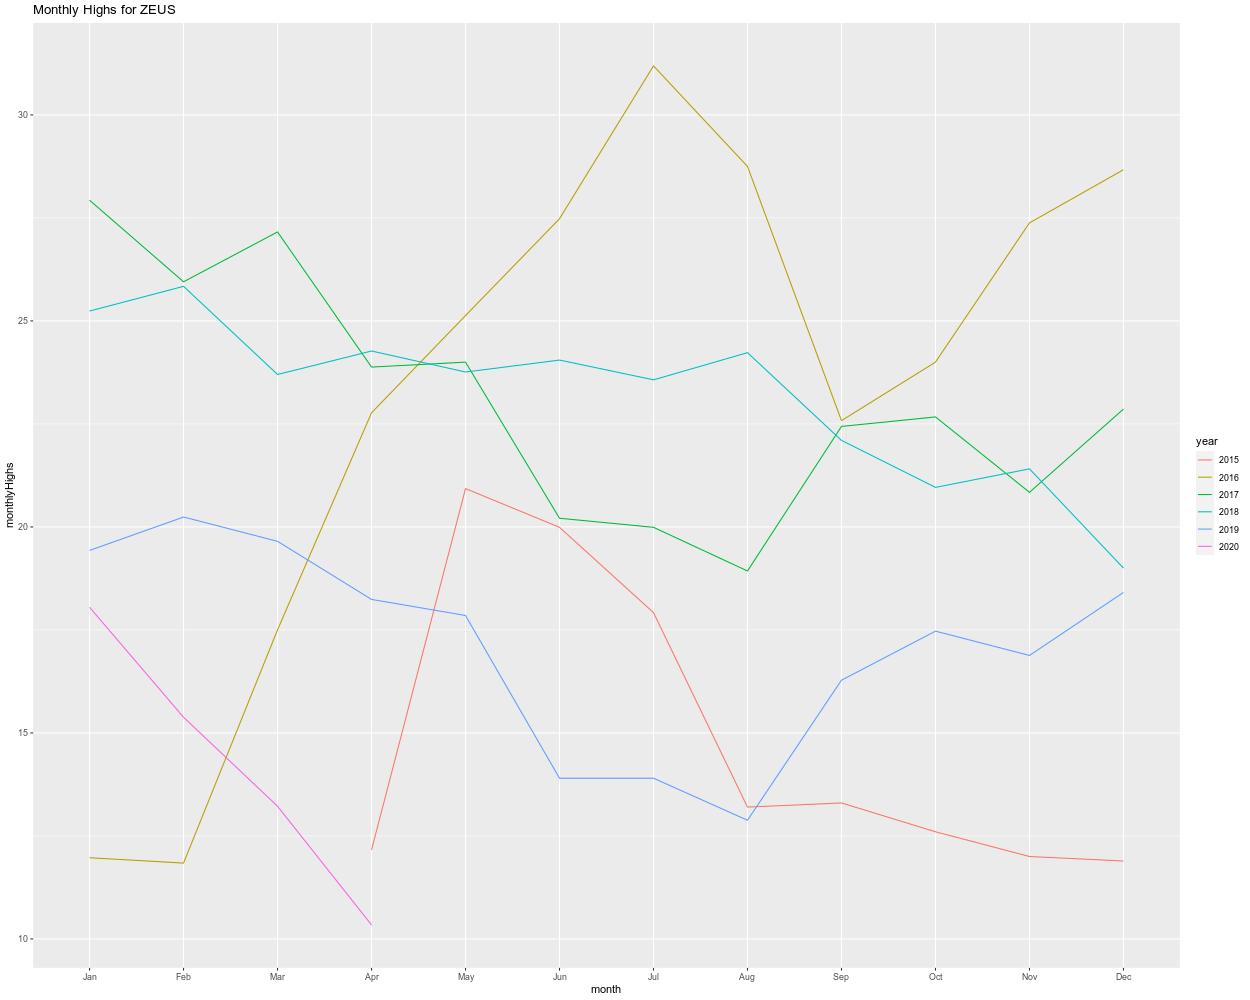 Monthly Highs for ZEUS
monthlyHighs
30
25
20
15
10
Jan Feb Mar Apr May Jun Jul Aug Sep Oct Nov Dec
month
year
2015
2016
2017
2018
2019
2020